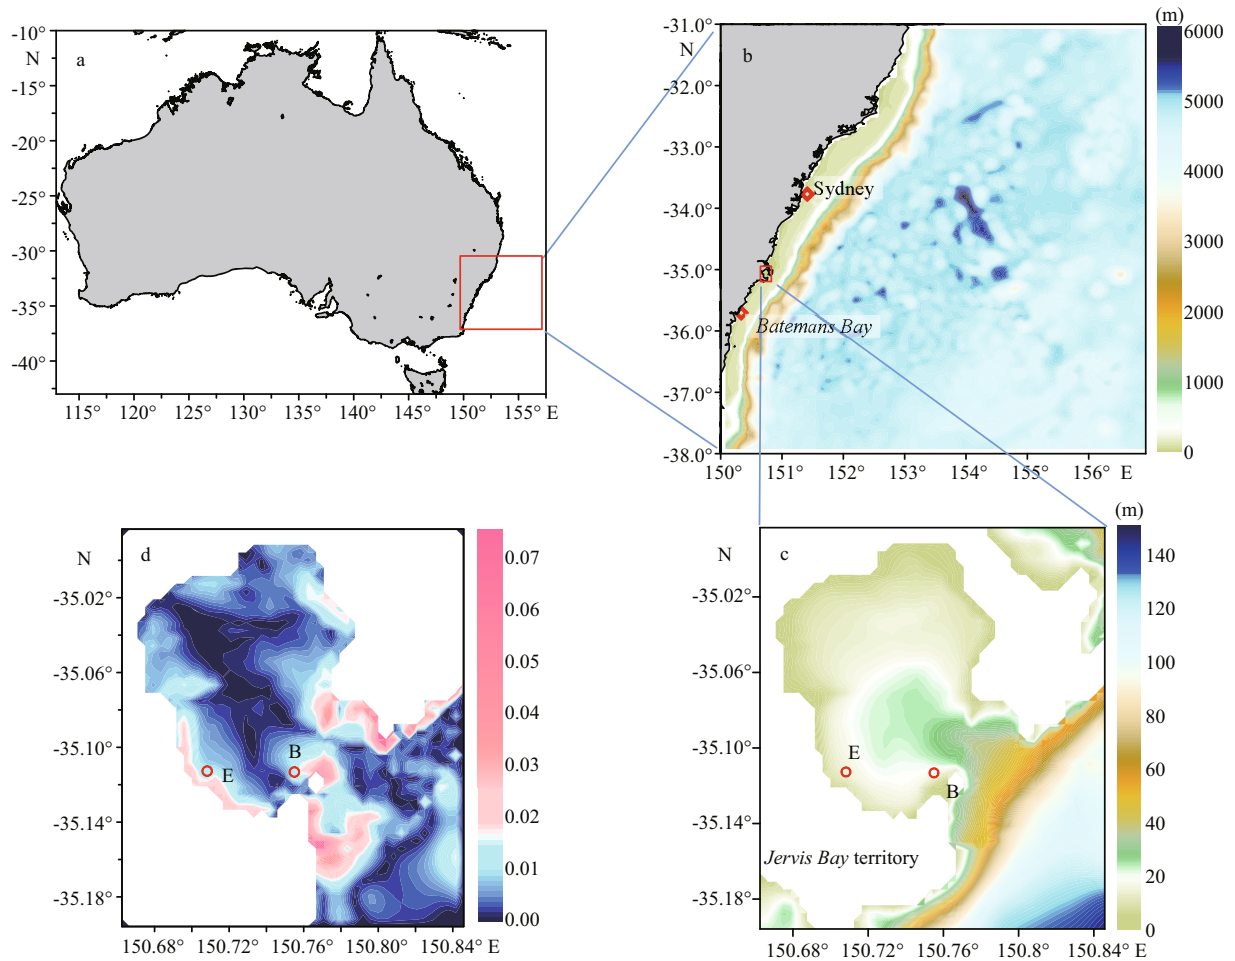 -10°
N
a
-15°
-20°
-25°
-30°
-35°
-40°
115° 120° 125° 130° 135° 140° 145° 150° 155° E
(m)
-31.0°
N
b
-32.0°
-33.0°
-34.0°
-35.0°
-36.0°
-37.0°
-38.0°
Sydney
Batemans Bay
150° 151° 152° 153° 154° 155° 156° E
6000
5000
4000
3000
2000
1000
0
N
d
-35.02°
-35.06°
-35.10°
-35.14°
-35.18°
B
E
150.68° 150.72° 150.76° 150.80° 150.84° E
0.07
0.06
0.05
0.04
0.03
0.02
0.01
0.00
(m)
N
c
-35.02°
-35.06°
-35.10°
-35.14°
-35.18°
E
B
Jervis Bay territory
150.68° 150.72° 150.76° 150.8° 150.84° E
140
120
100
80
60
40
20
0